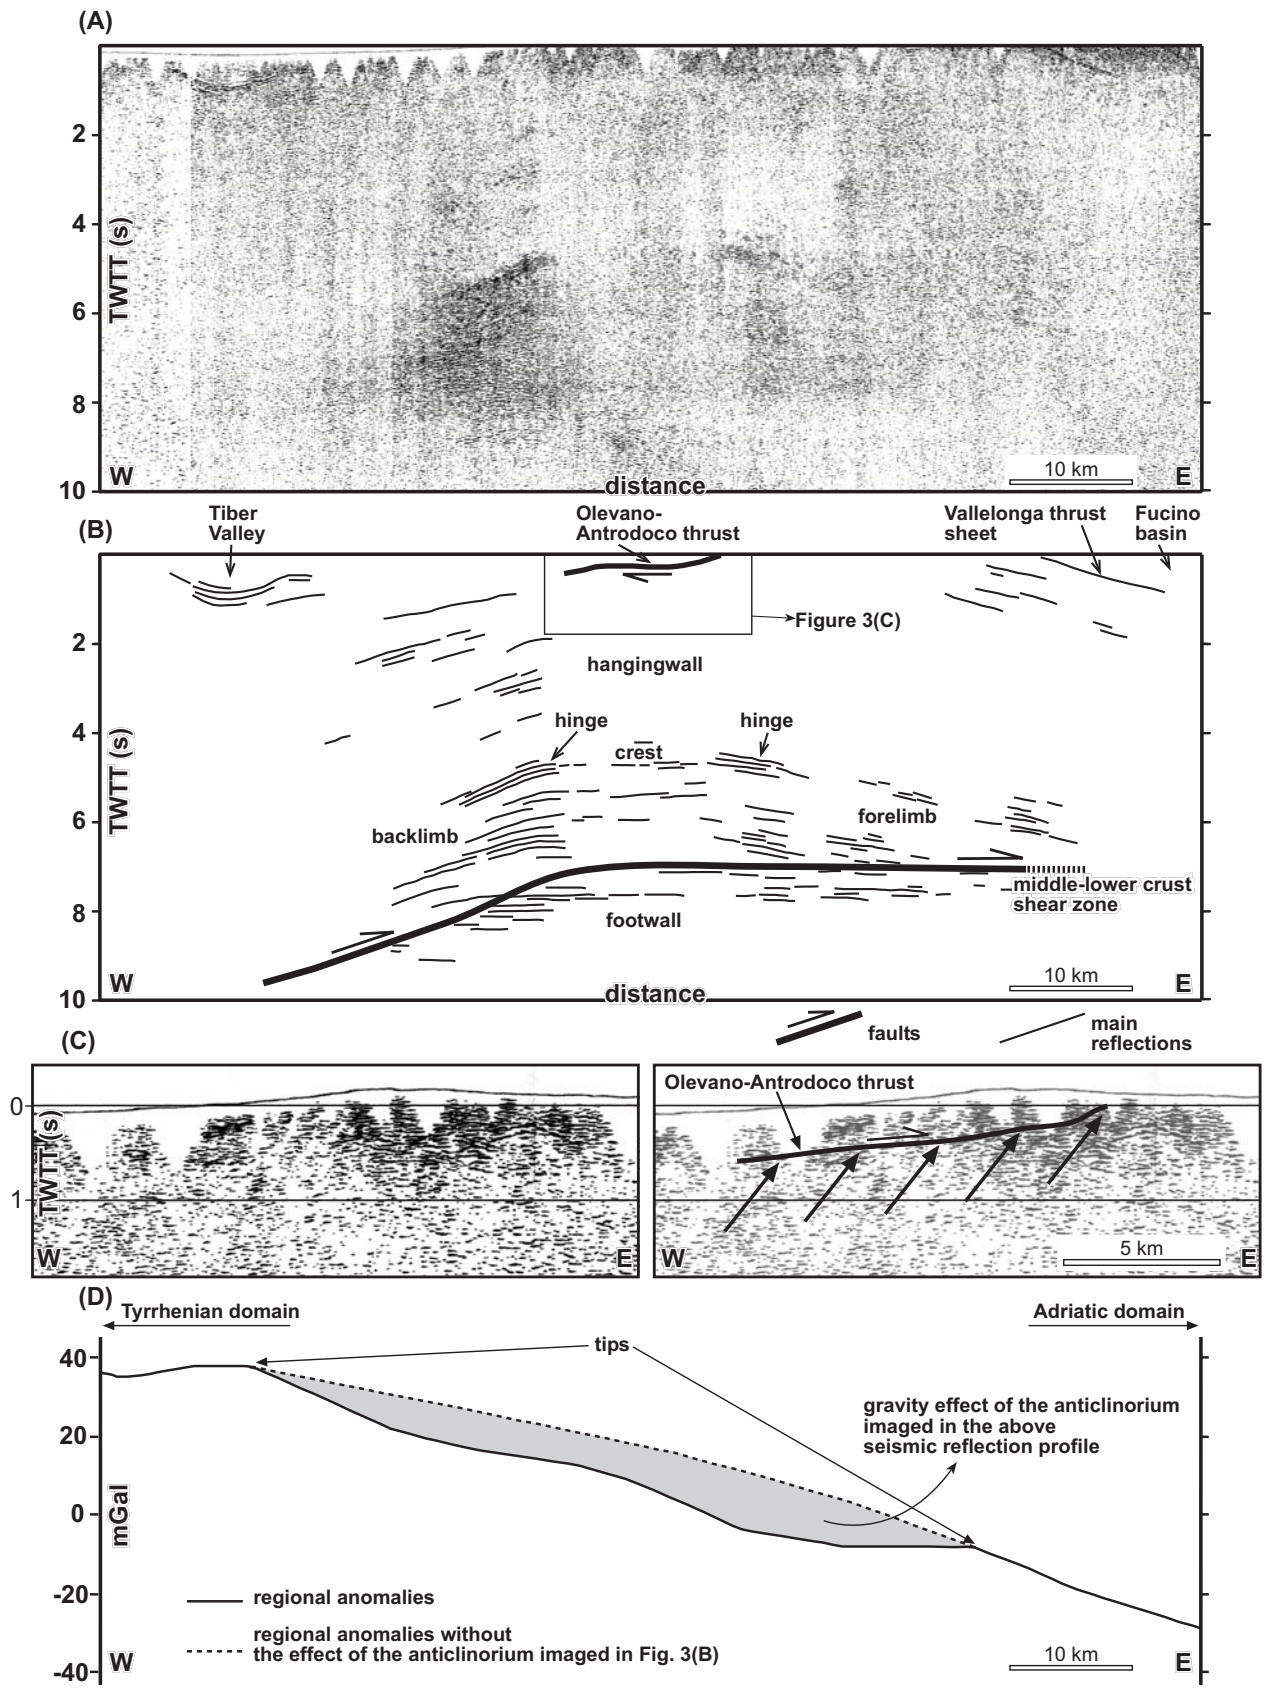 (A)
2
4
6
8
10
TWTT (s)
W
distance
10 km
E
(B)
Tiber
Valley
Olevano-
Antrodoco thrust
Vallelonga thrust
sheet
Fucino
basin
Figure 3(C)
2
4
6
8
10
TWTT (s)
hangingwall
hinge
crest
hinge
backlimb
forelimb
middle-lower crust
shear zone
footwall
W
distance
10 km
E
faults
main
reflections
(C)
0
1
TWTT (s)
W
E
Olevano-Antrodoco thrust
W
5 km
E
(D)
Tyrrhenian domain
Adriatic domain
tips
40
20
0
-20
-40
mGal
gravity effect of the anticlinorium
imaged in the above
seismic reflection profile
regional anomalies
regional anomalies without
the effect of the anticlinorium imaged in Fig. 3(B)
W
10 km
E